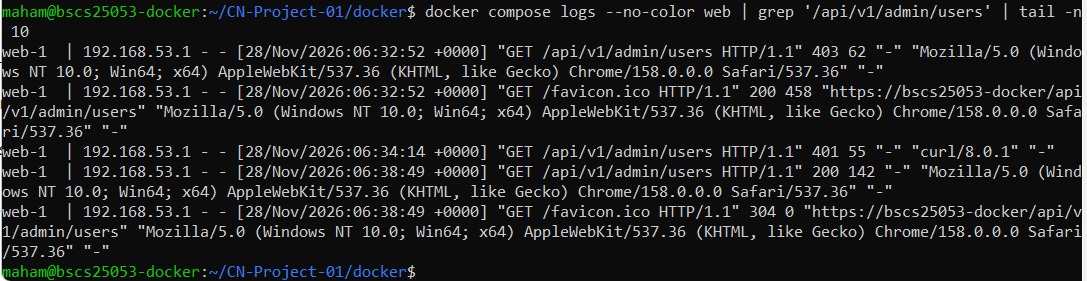 maham@bscs25053-docker:~/CN-Project-01/docker$ docker compose logs --no-color web | grep '/api/v1/admin/users' | tail -n
 10
web-1  | 192.168.53.1 - - [28/Nov/2026:06:32:52 +0000] "GET /api/v1/admin/users HTTP/1.1" 403 62 "-" "Mozilla/5.0 (Windo
ws NT 10.0; Win64; x64) AppleWebKit/537.36 (KHTML, like Gecko) Chrome/158.0.0.0 Safari/537.36" "-"
web-1  | 192.168.53.1 - - [28/Nov/2026:06:32:52 +0000] "GET /favicon.ico HTTP/1.1" 200 458 "https://bscs25053-docker/api
/v1/admin/users" "Mozilla/5.0 (Windows NT 10.0; Win64; x64) AppleWebKit/537.36 (KHTML, like Gecko) Chrome/158.0.0.0 Safa
ri/537.36" "-"
web-1  | 192.168.53.1 - - [28/Nov/2026:06:34:14 +0000] "GET /api/v1/admin/users HTTP/1.1" 401 55 "-" "curl/8.0.1" "-"
web-1  | 192.168.53.1 - - [28/Nov/2026:06:38:49 +0000] "GET /api/v1/admin/users HTTP/1.1" 200 142 "-" "Mozilla/5.0 (Wind
ows NT 10.0; Win64; x64) AppleWebKit/537.36 (KHTML, like Gecko) Chrome/158.0.0.0 Safari/537.36" "-"
web-1  | 192.168.53.1 - - [28/Nov/2026:06:38:49 +0000] "GET /favicon.ico HTTP/1.1" 304 0 "https://bscs25053-docker/api/v
1/admin/users" "Mozilla/5.0 (Windows NT 10.0; Win64; x64) AppleWebKit/537.36 (KHTML, like Gecko) Chrome/158.0.0.0 Safari
/537.36" "-"
maham@bscs25053-docker:~/CN-Project-01/docker$